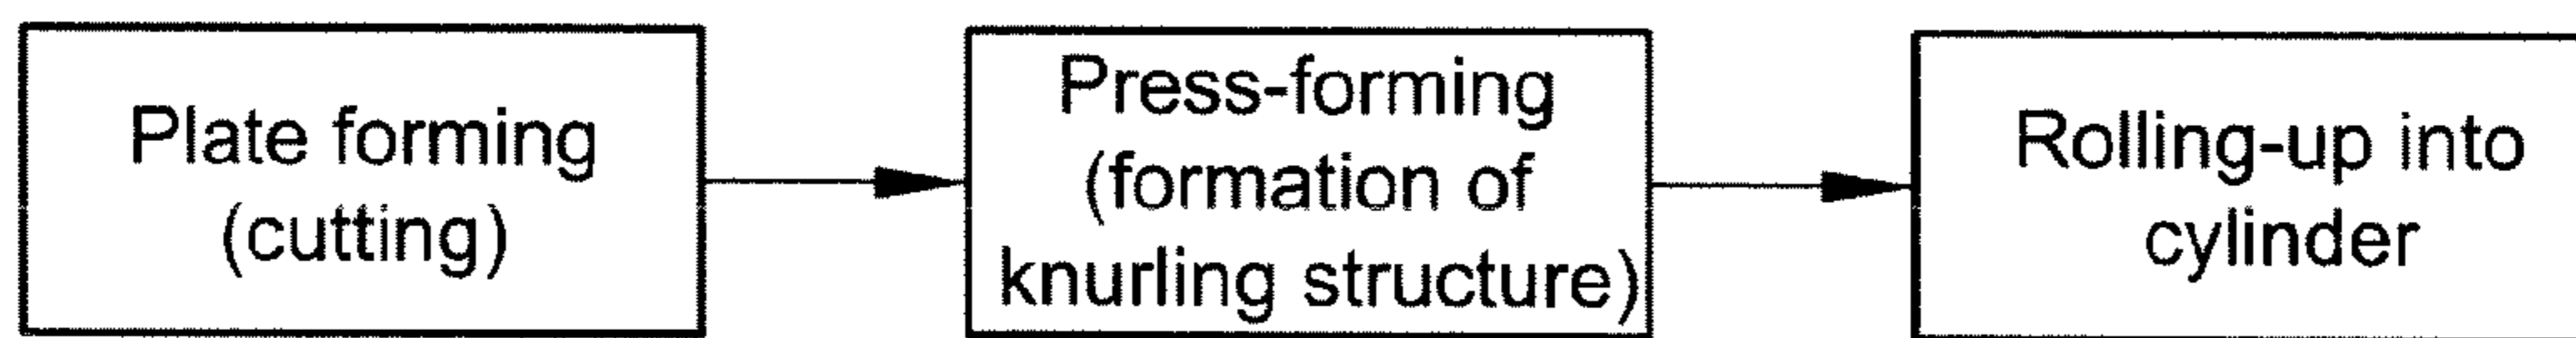 Plate forming
(cutting)
Press-forming
(formation of
knurling structure)
Rolling-up into
cylinder